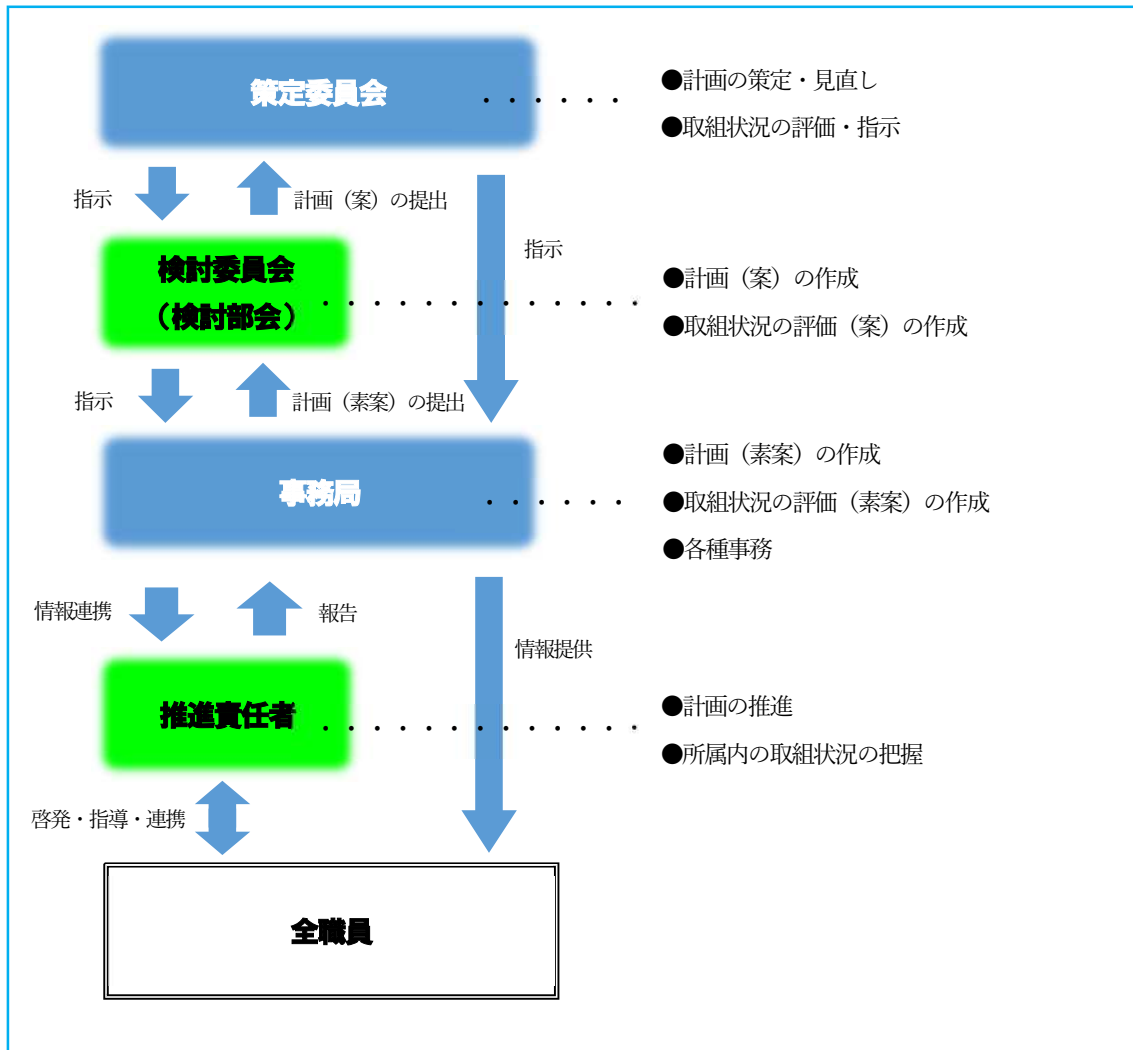 策定委員会
●計画の策定・見直し
●取組状況の評価・指示
指示
計画（案）の提出
指示
検討委員会
（検討部会）
●計画（案）の作成
●取組状況の評価（案）の作成
指示
計画（素案）の提出
事務局
●計画（素案）の作成
●取組状況の評価（素案）の作成
●各種事務
情報連携
報告
情報提供
推進責任者
●計画の推進
●所属内の取組状況の把握
啓発・指導・連携
全職員